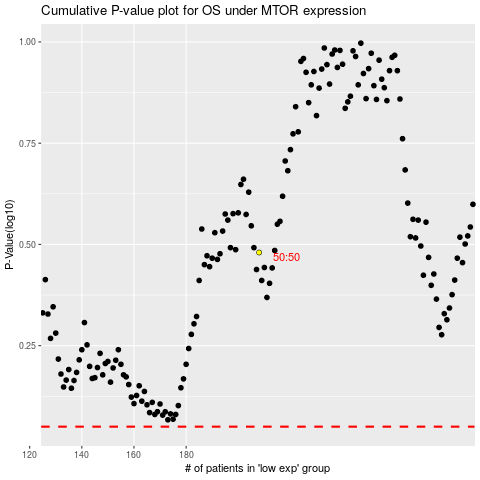 Cumulative P-value plot for OS under MTOR expression
P-Value(log10)
1.00
0.75
0.50
0.25
50:50
120 140 160 180
# of patients in 'low exp' group